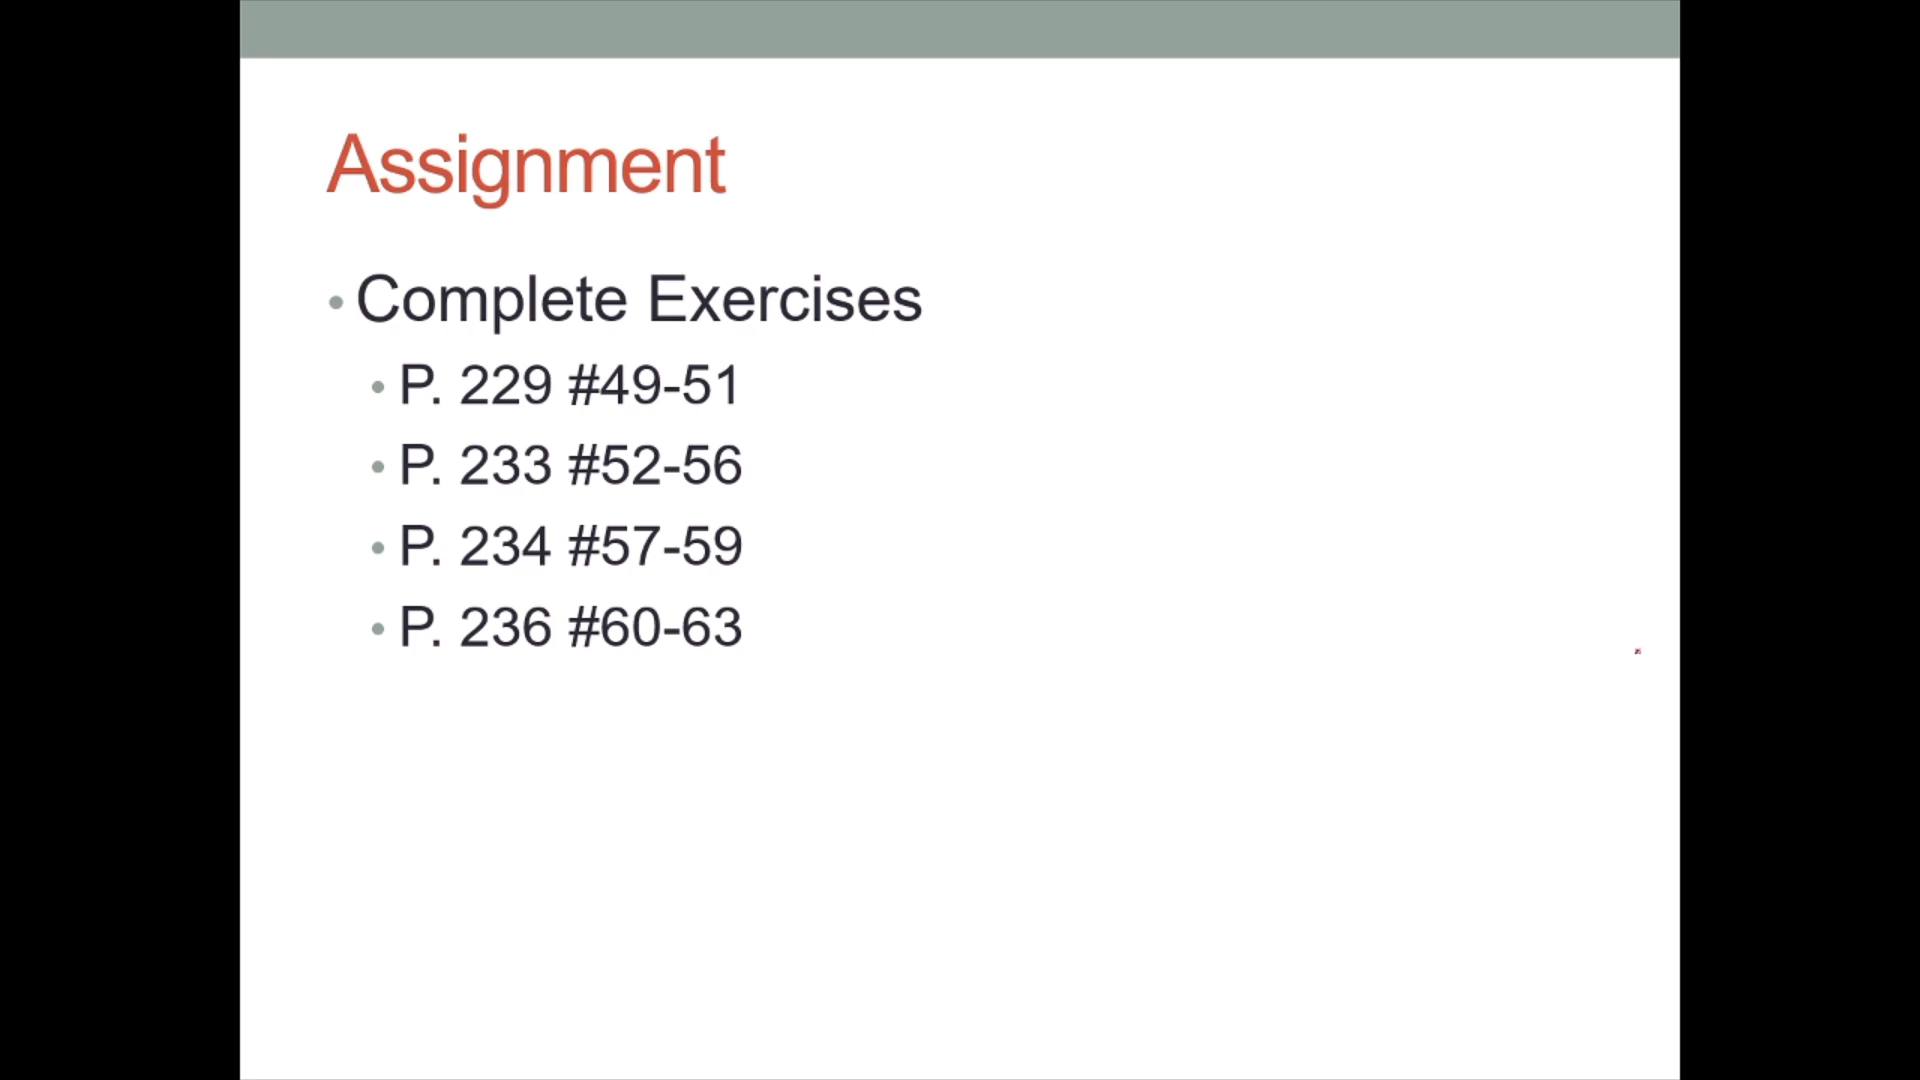 Assignment
• Complete Exercises
• P. 229 #49-51
• P. 233 #52-56
• P. 234 #57-59
• P. 236 #60-63